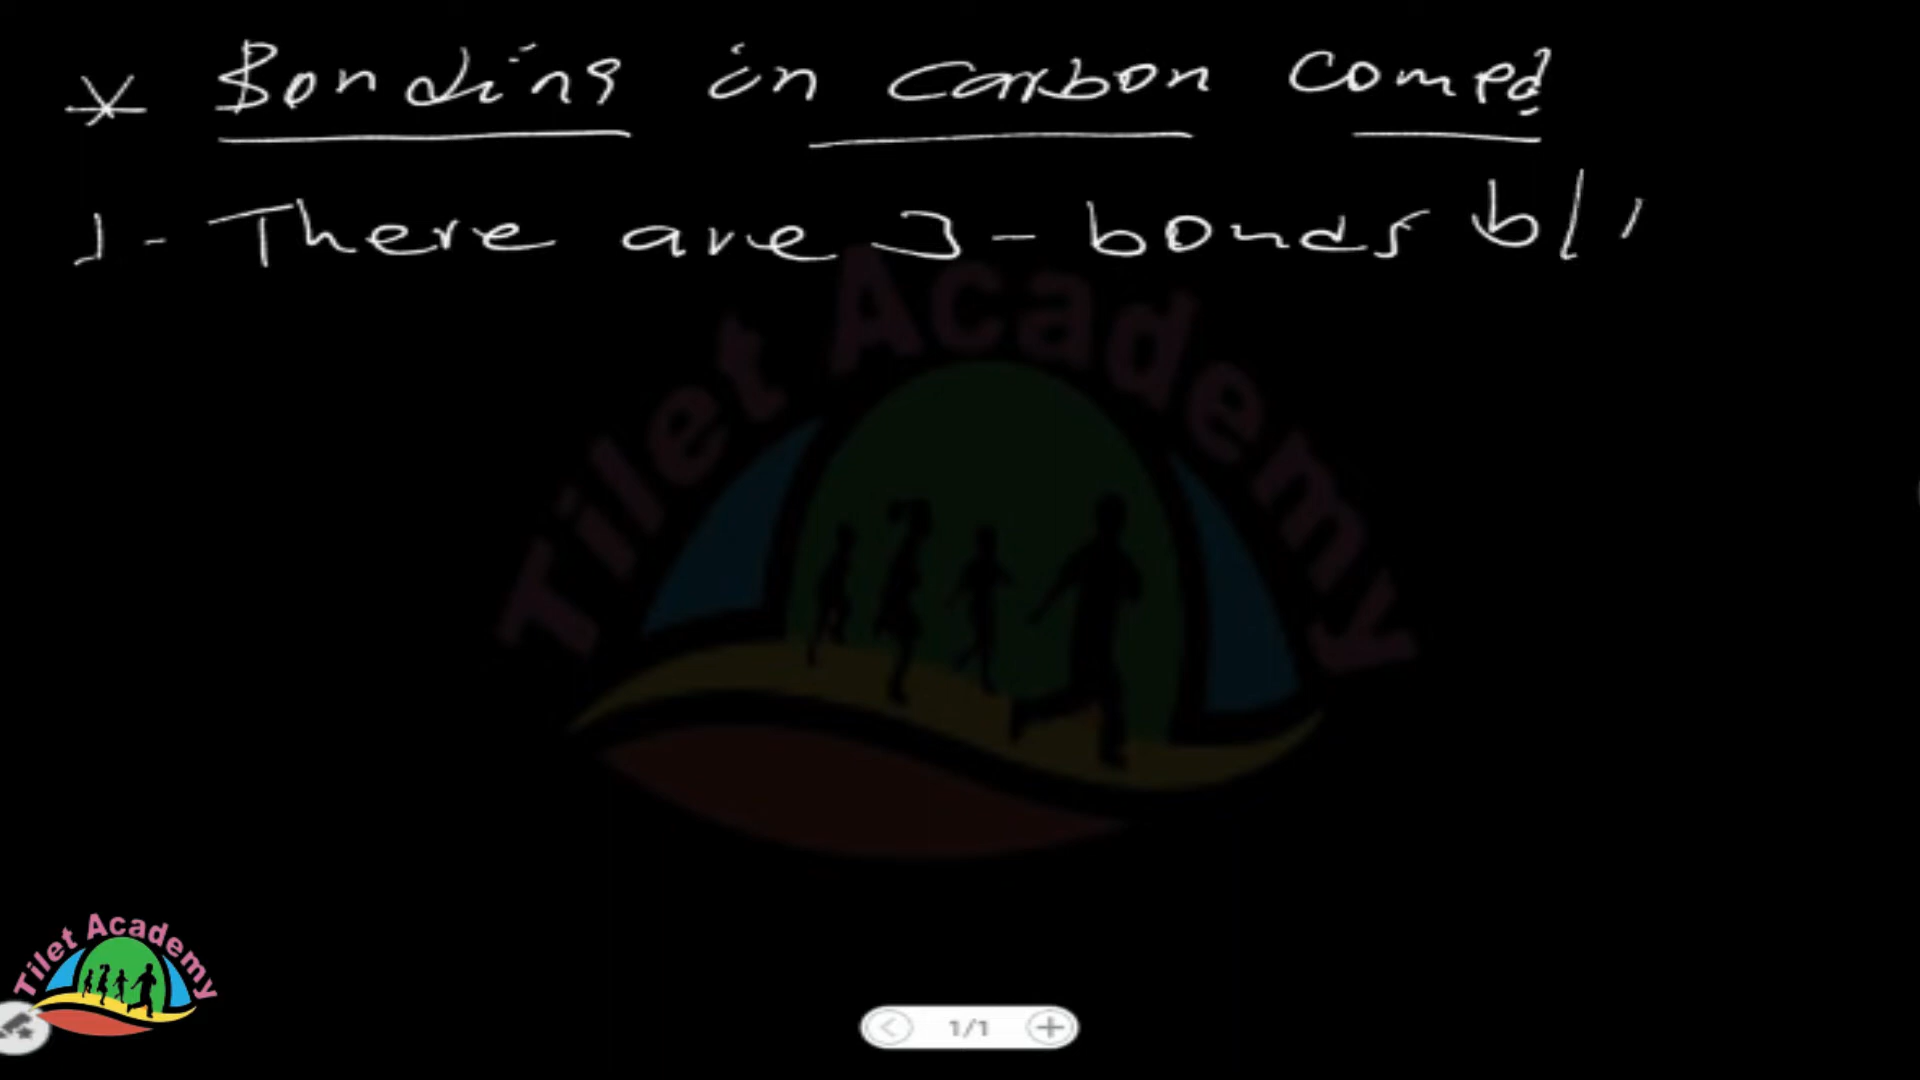 * Bonding in Carbon Compd
1- There are 3-bonds b/
Tilet Academy
Tilet Academy
1/1